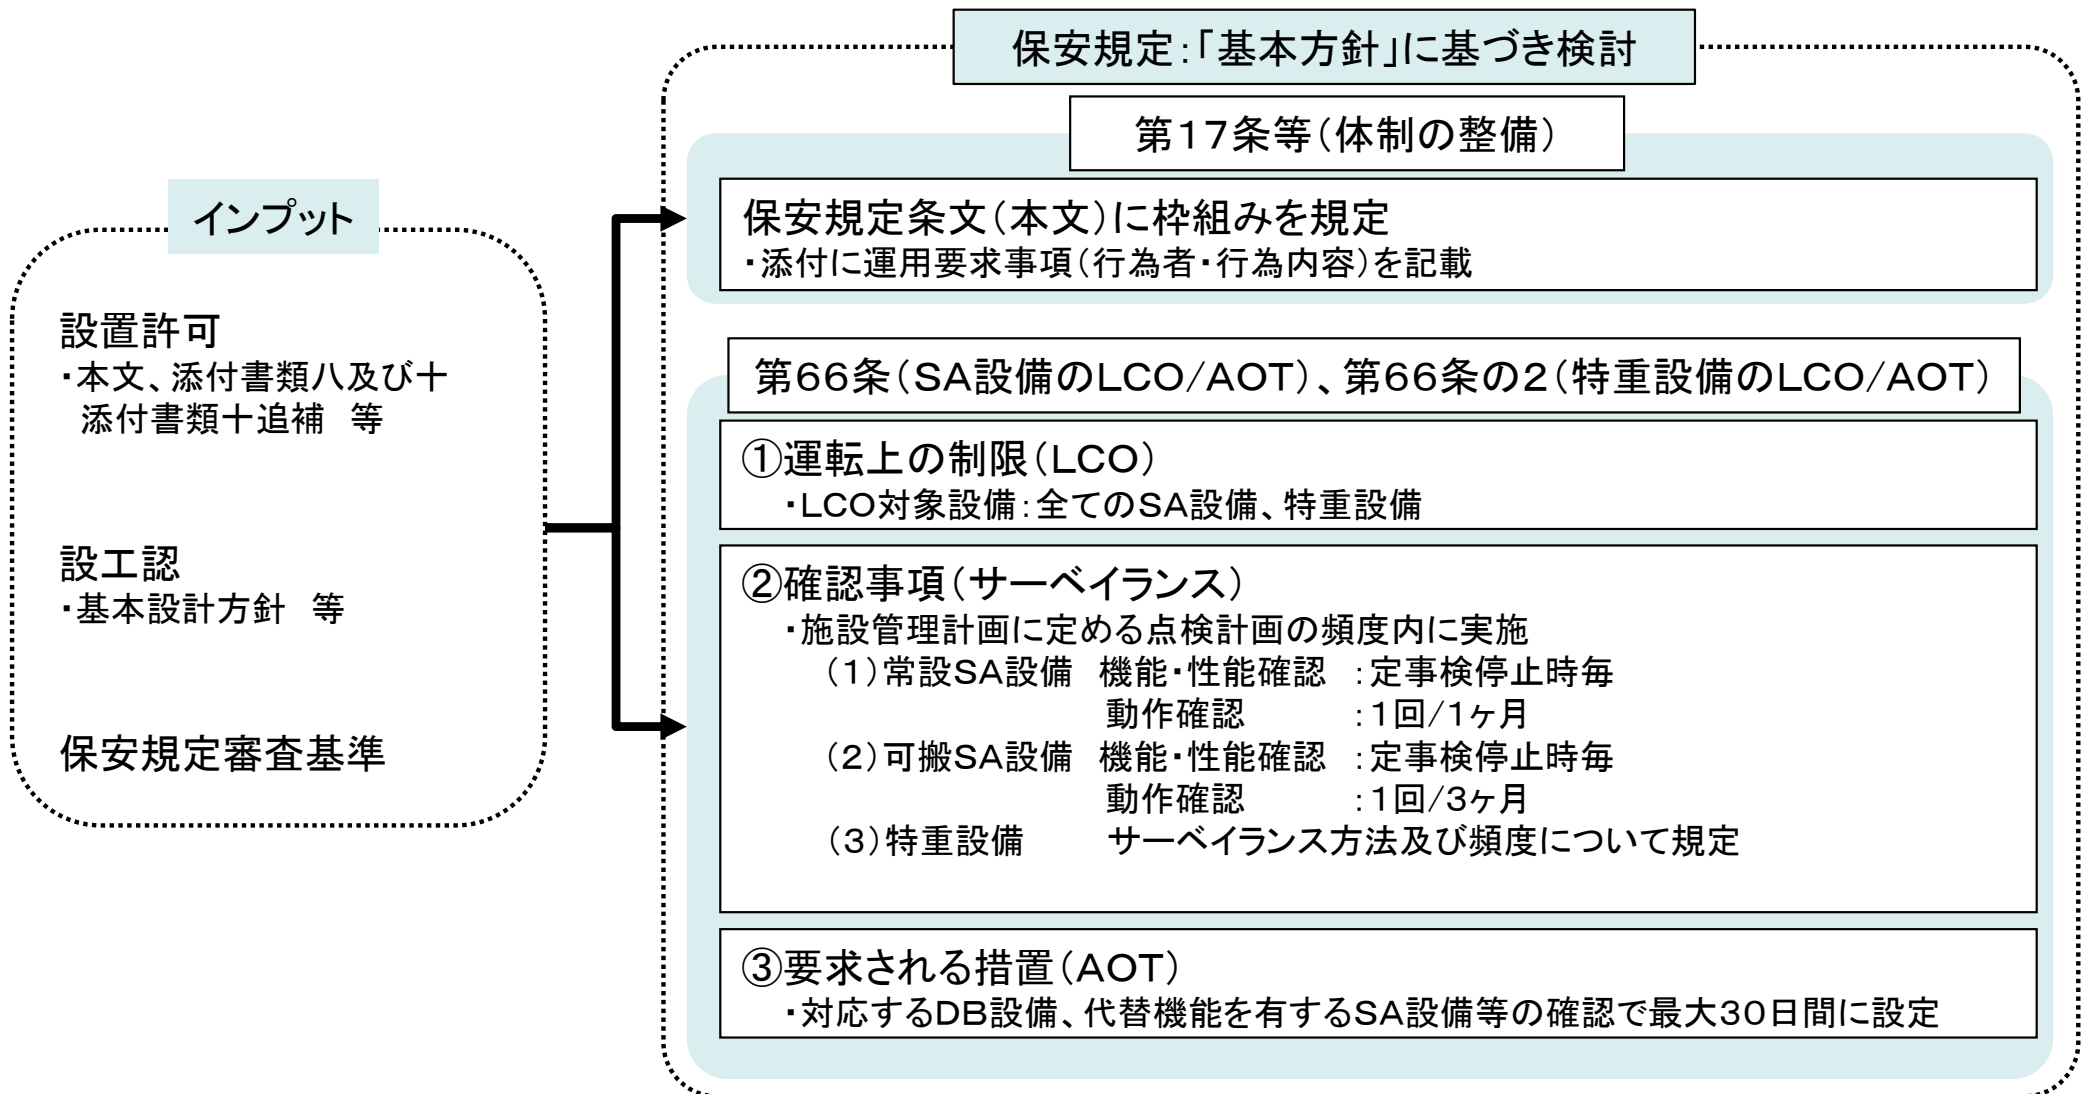 インプット
設置許可
・本文、添付書類八及び十
添付書類十追補　等
設工認
・基本設計方針　等
保安規定審査基準
保安規定：「基本方針」に基づき検討
第１７条等（体制の整備）
保安規定条文（本文）に枠組みを規定
・添付に運用要求事項（行為者・行為内容）を記載
第６６条（ＳＡ設備のＬＣＯ/ＡＯＴ）、第６６条の２（特重設備のＬＣＯ/ＡＯＴ）
①運転上の制限（ＬＣＯ）
・ＬＣＯ対象設備：全てのＳＡ設備、特重設備
②確認事項（サーベイランス）
・施設管理計画に定める点検計画の頻度内に実施
（１）常設ＳＡ設備　機能・性能確認　：定事検停止時毎
動作確認　：１回/１ヶ月
（２）可搬ＳＡ設備　機能・性能確認　：定事検停止時毎
動作確認　：１回/３ヶ月
（３）特重設備　サーベイランス方法及び頻度について規定
③要求される措置（ＡＯＴ）
・対応するＤＢ設備、代替機能を有するＳＡ設備等の確認で最大３０日間に設定